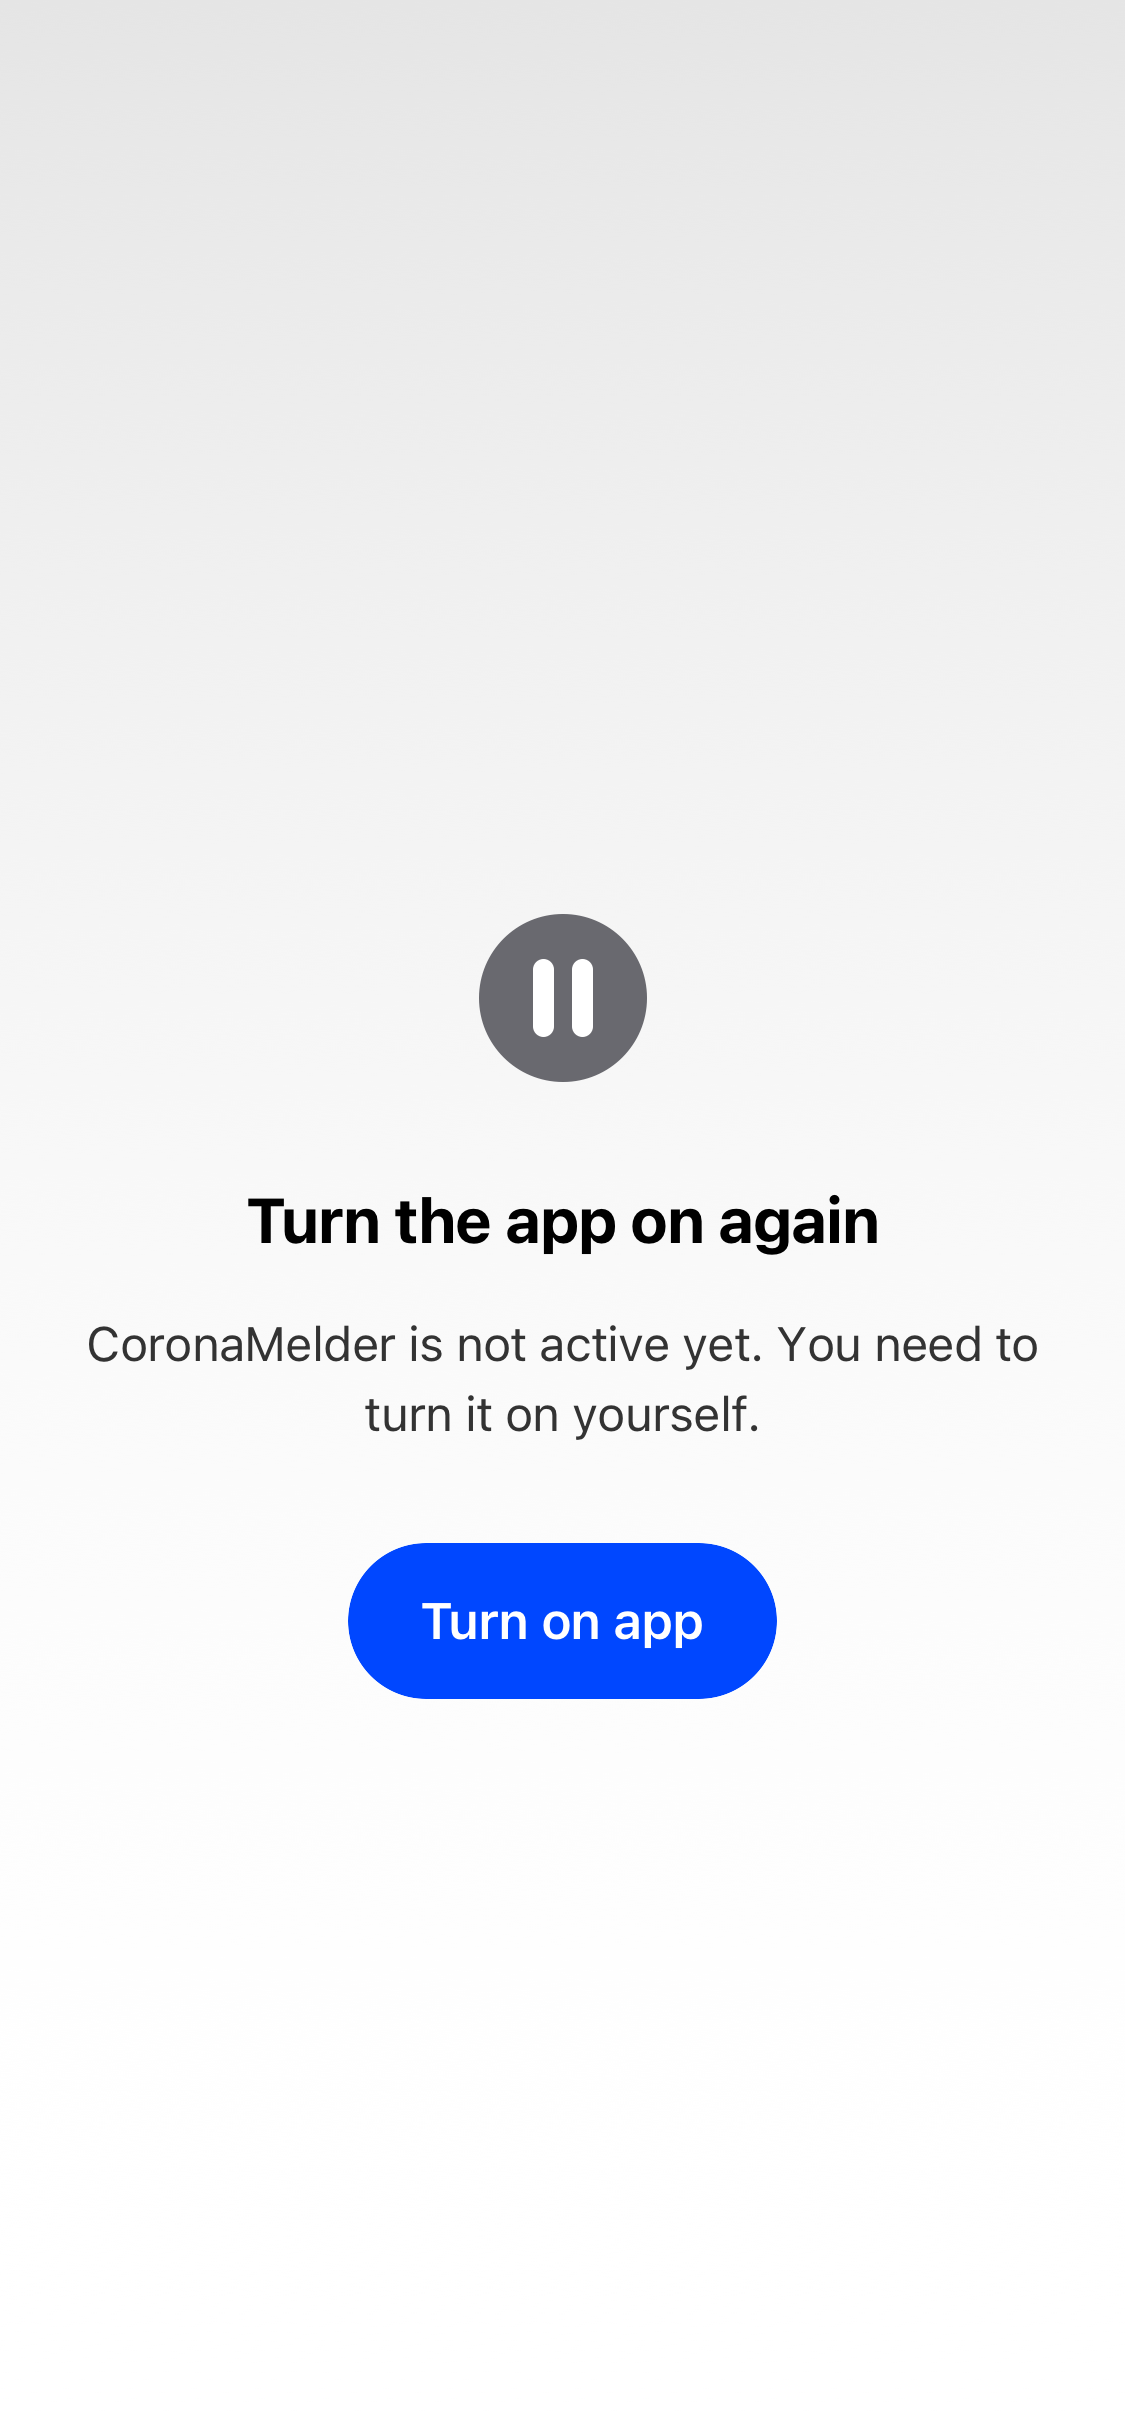 Turn the app on again
CoronaMelder is not active yet. You need to
turn it on yourself.
Turn on app